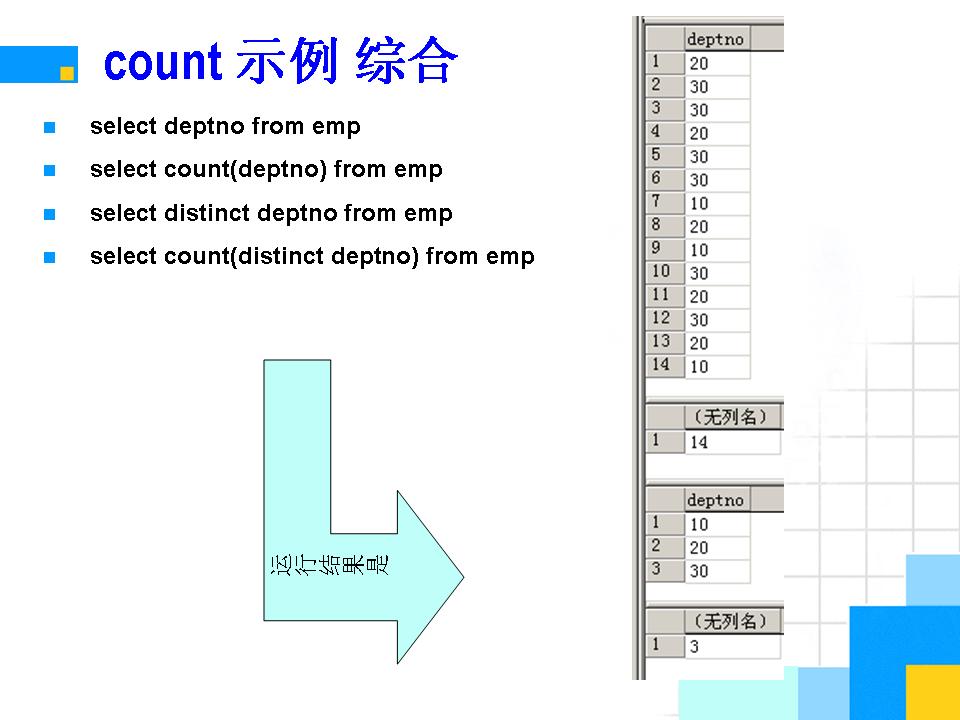 count 示例 综合
select deptno from emp
select count(deptno) from emp
select distinct deptno from emp
select count(distinct deptno) from emp
运行结果是
deptno
1 20
2 30
3 30
4 20
5 30
6 30
7 10
8 20
9 10
10 30
11 20
12 30
13 20
14 10
(无列名)
1 14
deptno
1 10
2 20
3 30
(无列名)
1 3